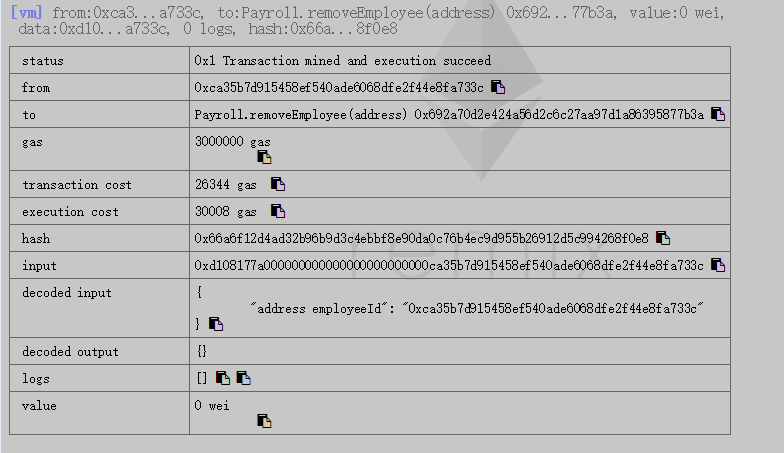 [vm] from:0xca3...a733c, to:Payroll.removeEmployee(address) 0x692...77b3a, value:0 wei,
data:0xd10...a733c, 0 logs, hash:0x66a...8f0e8
status 0x1 Transaction mined and execution succeed
from 0xca35b7d915458ef540ade6068dfe2f44e8fa733c
to Payroll.removeEmployee(address) 0x692a70d2e424a56d2c6c27aa97d1a86395877b3a
gas 3000000 gas
transaction cost 26344 gas
execution cost 30008 gas
hash 0x66a6f12d4ad32b96b9d3c4ebbf8e90da0c76b4ec9d955b26912d5c994268f0e8
input 0xd108177a000000000000000000000000ca35b7d915458ef540ade6068dfe2f44e8fa733c
decoded input {
"address employeeId": "0xca35b7d915458ef540ade6068dfe2f44e8fa733c"
}
decoded output {}
logs []
value 0 wei
remix